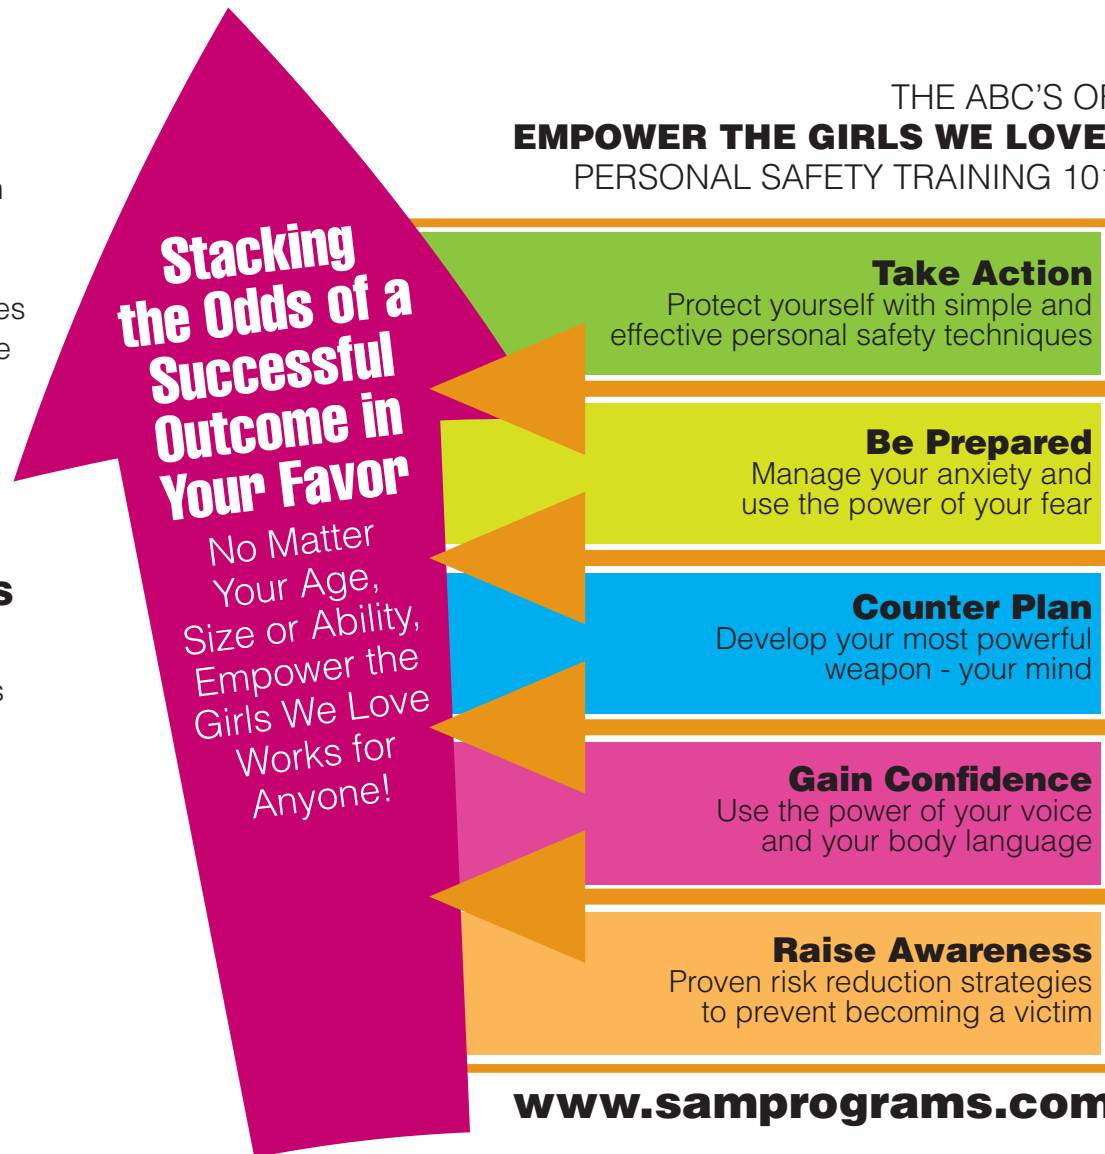 THE ABC'S OF
EMPOWER THE GIRLS WE LOVE
PERSONAL SAFETY TRAINING 101
Stacking
the Odds of a
Successful
Outcome in
Your Favor
No Matter
Your Age,
Size or Ability,
Empower the
Girls We Love
Works for
Anyone!
Take Action
Protect yourself with simple and
effective personal safety techniques
Be Prepared
Manage your anxiety and
use the power of your fear
Counter Plan
Develop your most powerful
weapon - your mind
Gain Confidence
Use the power of your voice
and your body language
Raise Awareness
Proven risk reduction strategies
to prevent becoming a victim
www.samprograms.com